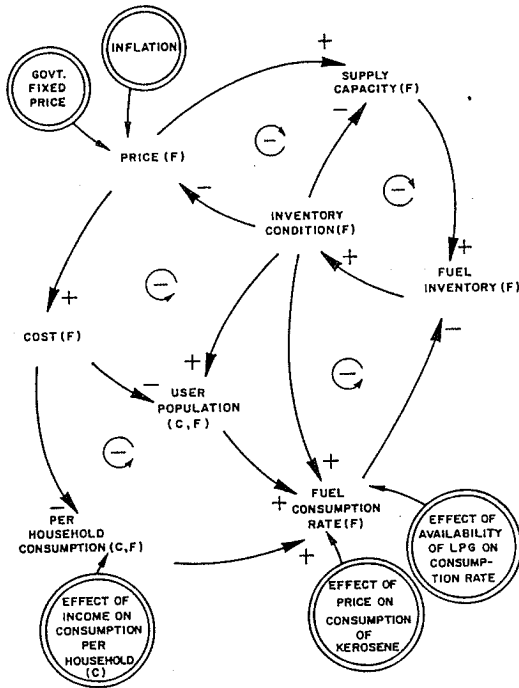 INFLATION
GOVT.
FIXED
PRICE
+
SUPPLY
CAPACITY (F)
−
−
PRICE (F)
−
−
INVENTORY
CONDITION (F)
+
+
FUEL
INVENTORY (F)
−
+
−
COST (F)
+
−
−
USER
POPULATION
(C, F)
−
+
+
FUEL
CONSUMPTION
RATE (F)
+
−
PER
HOUSEHOLD
CONSUMPTION (C, F)
EFFECT OF
AVAILABILITY
OF LPG ON
CONSUMP-
TION RATE
EFFECT OF
INCOME ON
CONSUMPTION
PER
HOUSEHOLD
(C)
EFFECT OF
PRICE ON
CONSUMPTION
OF
KEROSENE